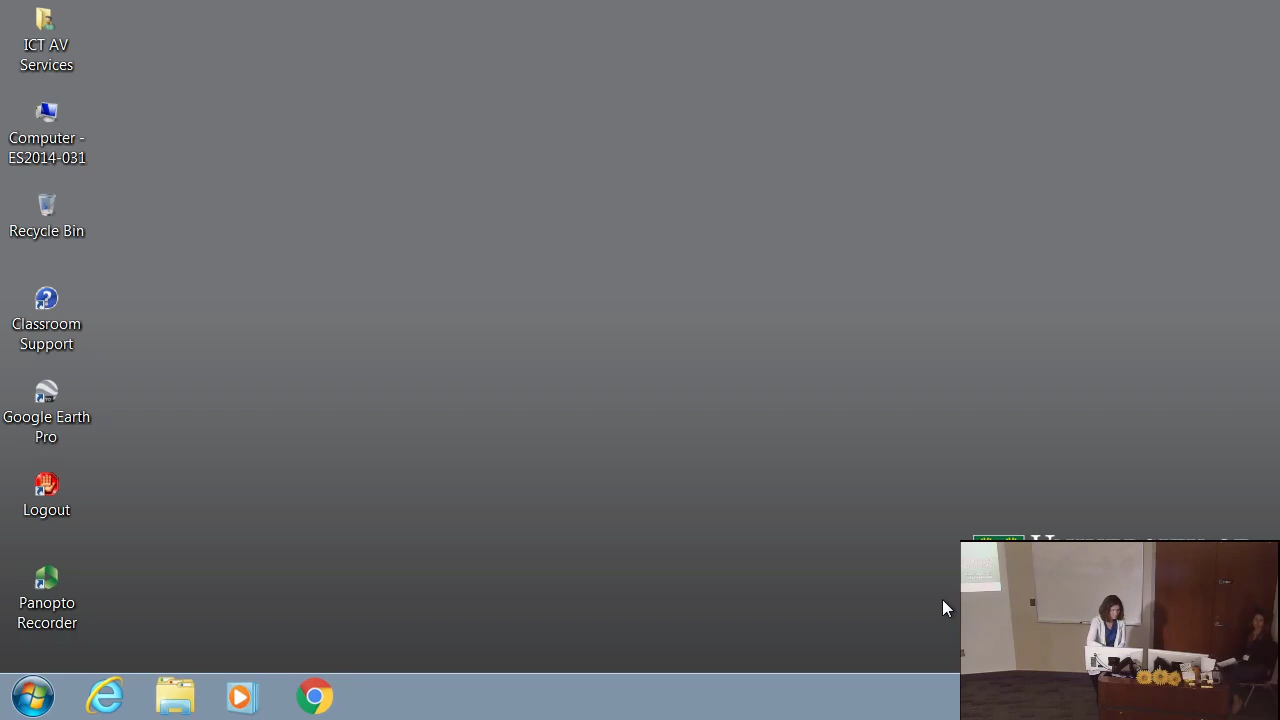 ICT AV
Services
Computer -
ES2014-031
Recycle Bin
Classroom
Support
Google Earth
Pro
Logout
Panopto
Recorder